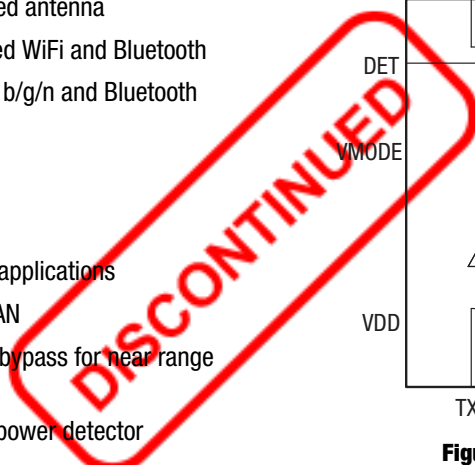 ed antenna
ed WiFi and Bluetooth
b/g/n and Bluetooth
applications
AN
bypass for near range
power detector
DISCONTINUED
DET
VMODE
VDD
TX
Figu